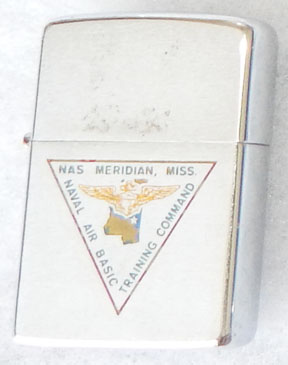 NAS MERIDIAN, MISS.
NAVAL AIR BASIC TRAINING COMMAND